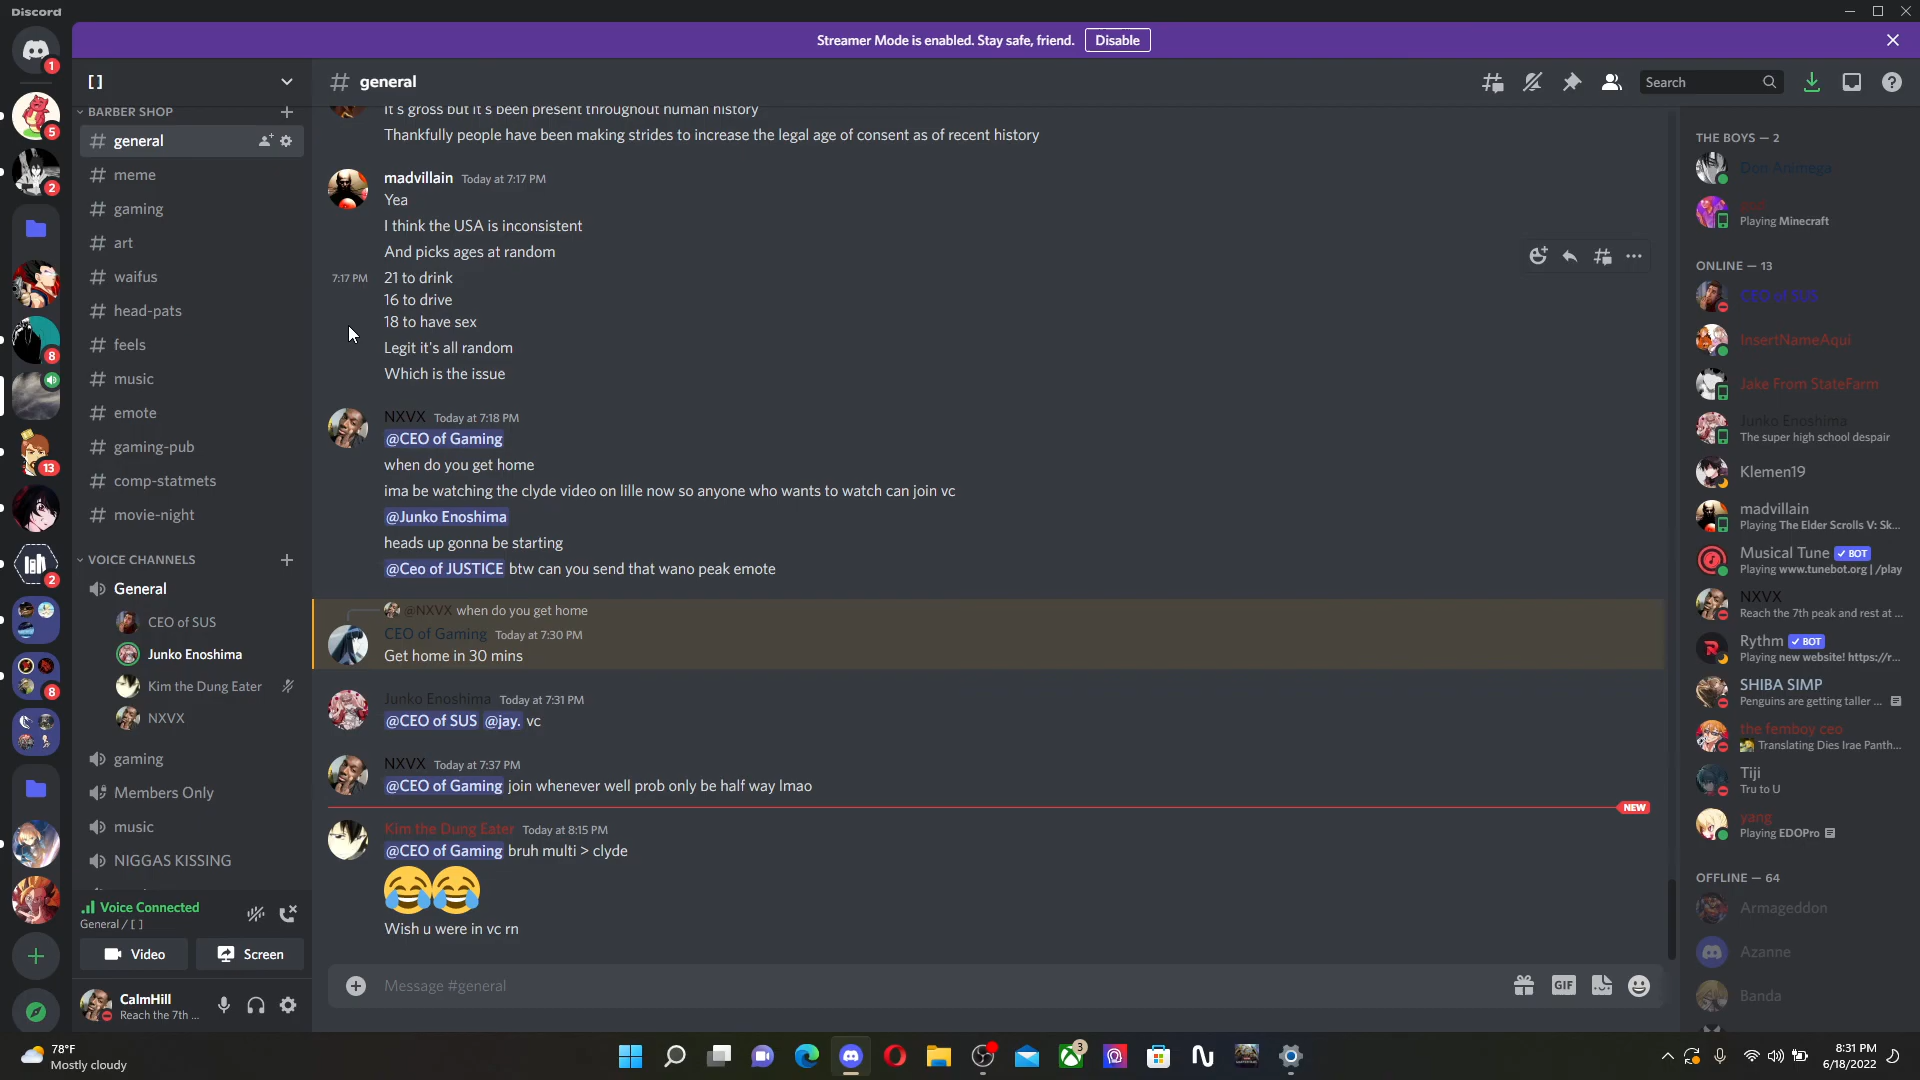 Discord
Streamer Mode is enabled. Stay safe, friend.
Disable
1
[ ]
general
Search
BARBER SHOP
general
meme
gaming
art
waifus
head-pats
feels
music
emote
gaming-pub
comp-statmets
movie-night
VOICE CHANNELS
General
CEO of SUS
Junko Enoshima
Kim the Dung Eater
NXVX
gaming
Members Only
music
NIGGAS KISSING
Voice Connected
General / [ ]
Video
Screen
CalmHill
Reach the 7th ...
5
2
8
13
2
8
It's gross but it's been present throughout human history
Thankfully people have been making strides to increase the legal age of consent as of recent history
madvillain Today at 7:17 PM
Yea
I think the USA is inconsistent
And picks ages at random
7:17 PM 21 to drink
16 to drive
18 to have sex
Legit it's all random
Which is the issue
NXVX Today at 7:18 PM
@CEO of Gaming
when do you get home
ima be watching the clyde video on lille now so anyone who wants to watch can join vc
@Junko Enoshima
heads up gonna be starting
@Ceo of JUSTICE btw can you send that wano peak emote
@NXVX when do you get home
CEO of Gaming Today at 7:30 PM
Get home in 30 mins
Junko Enoshima Today at 7:31 PM
@CEO of SUS @jay. vc
NXVX Today at 7:37 PM
@CEO of Gaming join whenever well prob only be half way lmao
NEW
Kim the Dung Eater Today at 8:15 PM
@CEO of Gaming bruh multi > clyde
😂😂
Wish u were in vc rn
Message #general
GIF
THE BOYS — 2
Don Animega
Playing Minecraft
ONLINE — 13
CEO of SUS
InsertNameAqui
Jake From StateFarm
Junko Enoshima
The super high school despair
Klemen19
madvillain
Playing The Elder Scrolls V: Sk...
Musical Tune ✓ BOT
Playing www.tunebot.org | /play
NXVX
Reach the 7th peak and rest at ...
Rythm ✓ BOT
Playing new website! https://r...
SHIBA SIMP
Penguins are getting taller ...
the femboy ceo
Translating Dies Irae Panth...
Tiji
Tru to U
yang
Playing EDOPro
OFFLINE — 64
Armageddon
Azanne
Banda
78°F
Mostly cloudy
3
8:31 PM
6/18/2022